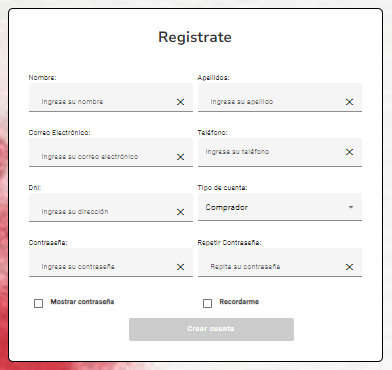 Registrate
Nombre:
Apellidos:
Ingrese su nombre
Ingrese su apellido
Correo Electrónico:
Teléfono:
Ingrese su correo electrónico
Ingrese su teléfono
Dni:
Tipo de cuenta:
Ingrese su dirección
Comprador
Contraseña:
Repetir Contraseña:
Ingrese su contraseña
Repita su contraseña
Mostrar contraseña
Recordarme
Crear cuenta